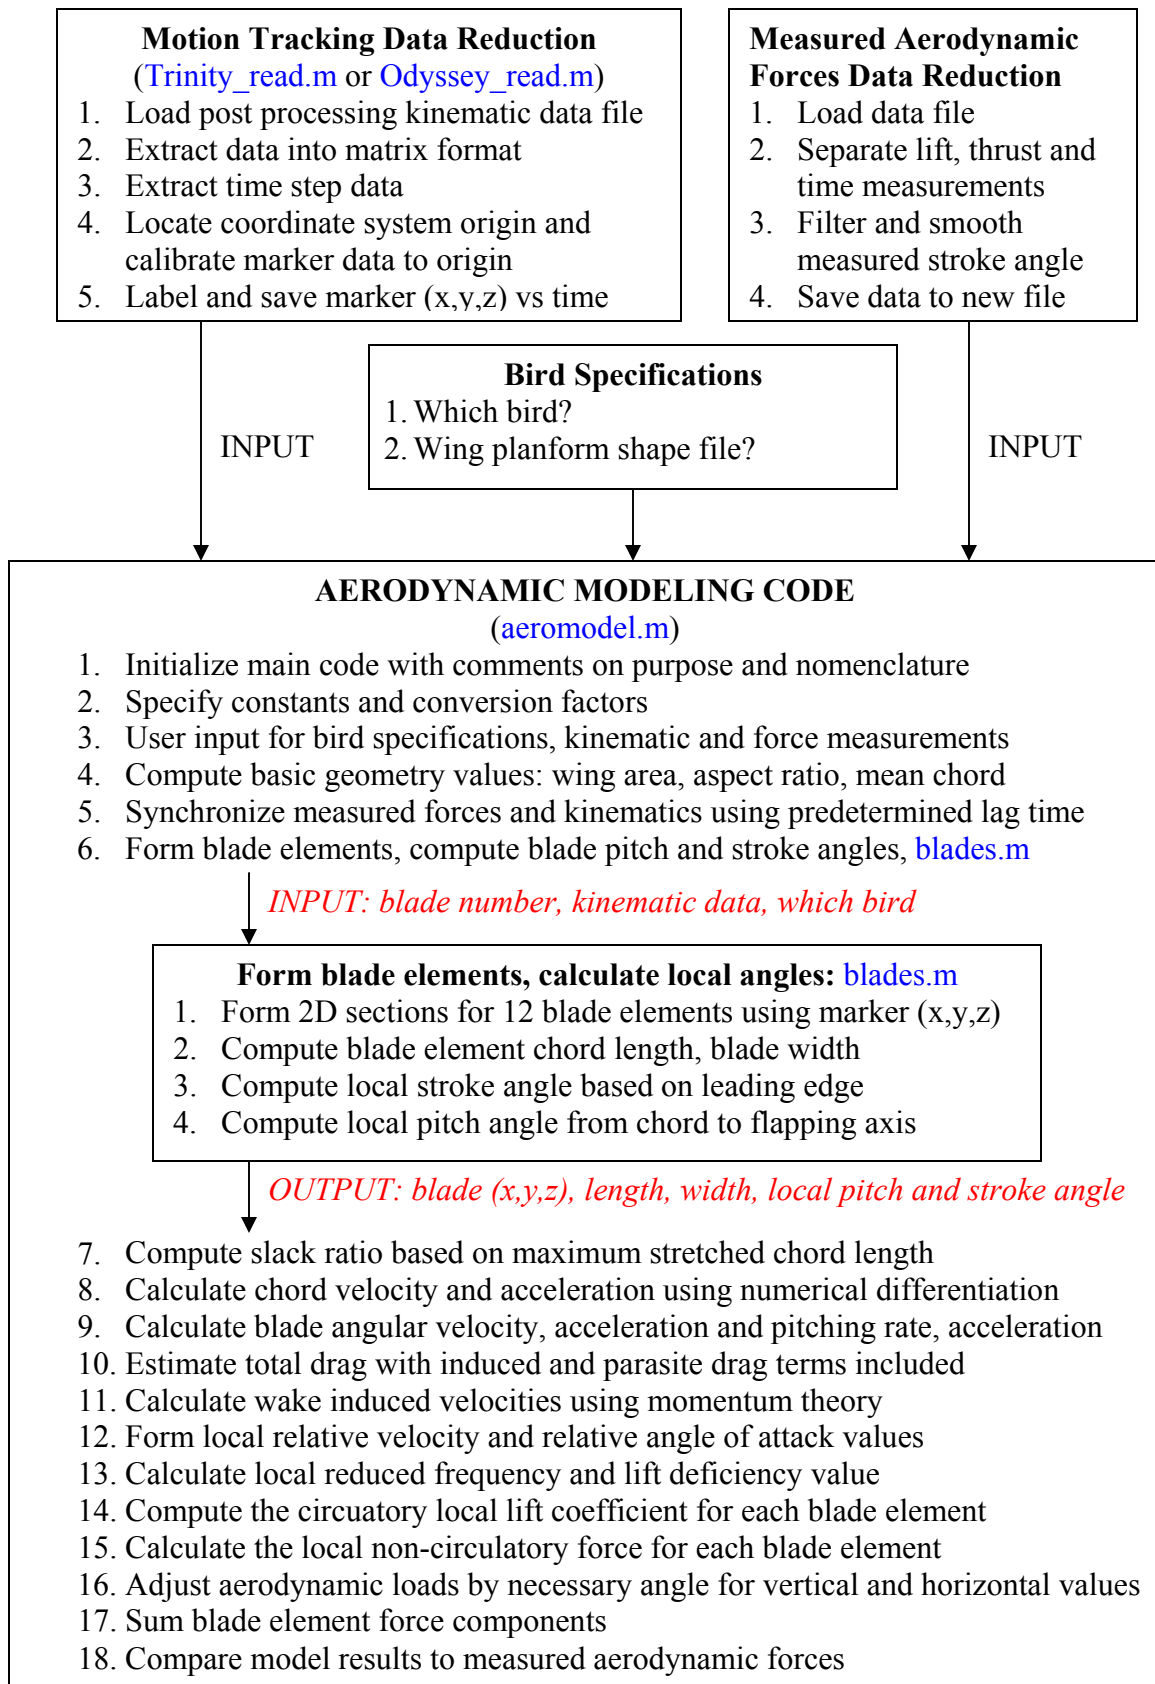 Motion Tracking Data Reduction
(Trinity_read.m or Odyssey_read.m)
1. Load post processing kinematic data file
2. Extract data into matrix format
3. Extract time step data
4. Locate coordinate system origin and
calibrate marker data to origin
5. Label and save marker (x,y,z) vs time
Measured Aerodynamic
Forces Data Reduction
1. Load data file
2. Separate lift, thrust and
time measurements
3. Filter and smooth
measured stroke angle
4. Save data to new file
Bird Specifications
1. Which bird?
2. Wing planform shape file?
INPUT
INPUT
AERODYNAMIC MODELING CODE
(aeromodel.m)
1. Initialize main code with comments on purpose and nomenclature
2. Specify constants and conversion factors
3. User input for bird specifications, kinematic and force measurements
4. Compute basic geometry values: wing area, aspect ratio, mean chord
5. Synchronize measured forces and kinematics using predetermined lag time
6. Form blade elements, compute blade pitch and stroke angles, blades.m
INPUT: blade number, kinematic data, which bird
Form blade elements, calculate local angles: blades.m
1. Form 2D sections for 12 blade elements using marker (x,y,z)
2. Compute blade element chord length, blade width
3. Compute local stroke angle based on leading edge
4. Compute local pitch angle from chord to flapping axis
OUTPUT: blade (x,y,z), length, width, local pitch and stroke angle
7. Compute slack ratio based on maximum stretched chord length
8. Calculate chord velocity and acceleration using numerical differentiation
9. Calculate blade angular velocity, acceleration and pitching rate, acceleration
10. Estimate total drag with induced and parasite drag terms included
11. Calculate wake induced velocities using momentum theory
12. Form local relative velocity and relative angle of attack values
13. Calculate local reduced frequency and lift deficiency value
14. Compute the circuatory local lift coefficient for each blade element
15. Calculate the local non-circulatory force for each blade element
16. Adjust aerodynamic loads by necessary angle for vertical and horizontal values
17. Sum blade element force components
18. Compare model results to measured aerodynamic forces